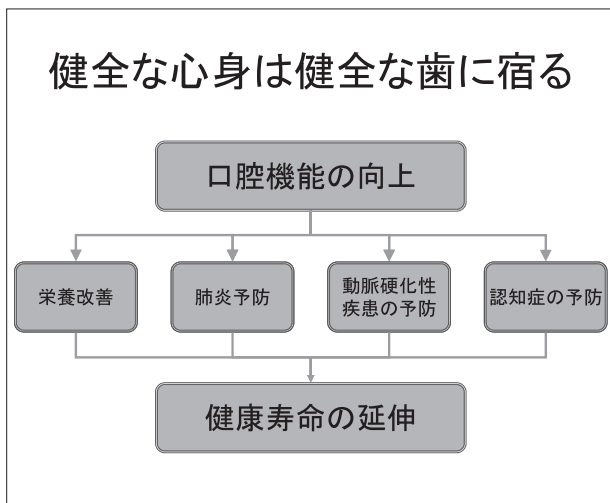 健全な心身は健全な歯に宿る
口腔機能の向上
栄養改善
肺炎予防
動脈硬化性
疾患の予防
認知症の予防
健康寿命の延伸